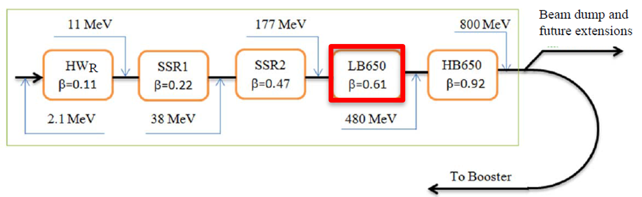 11 MeV
177 MeV
800 MeV
Beam dump and
future extensions
....
HWR
β=0.11
SSR1
β=0.22
SSR2
β=0.47
LB650
β=0.61
HB650
β=0.92
2.1 MeV
38 MeV
480 MeV
To Booster